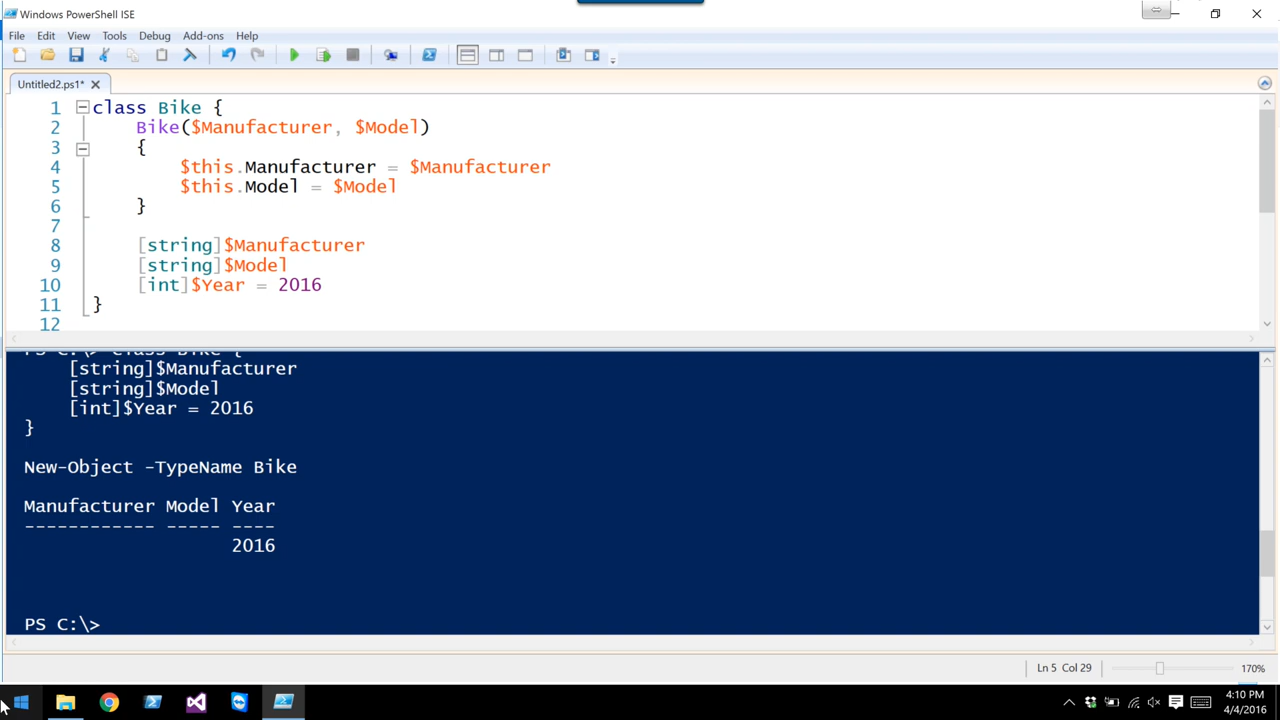 Windows PowerShell ISE
File Edit View Tools Debug Add-ons Help
Untitled2.ps1*
1 class Bike {
2 Bike($Manufacturer, $Model)
3 {
4 $this.Manufacturer = $Manufacturer
5 $this.Model = $Model
6 }
7
8 [string]$Manufacturer
9 [string]$Model
10 [int]$Year = 2016
11 }
12
PS C:\> class Bike {
[string]$Manufacturer
[string]$Model
[int]$Year = 2016
}
New-Object -TypeName Bike
Manufacturer Model Year
------------ ----- ----
2016
PS C:\>
Ln 5 Col 29 170%
4:10 PM
4/4/2016